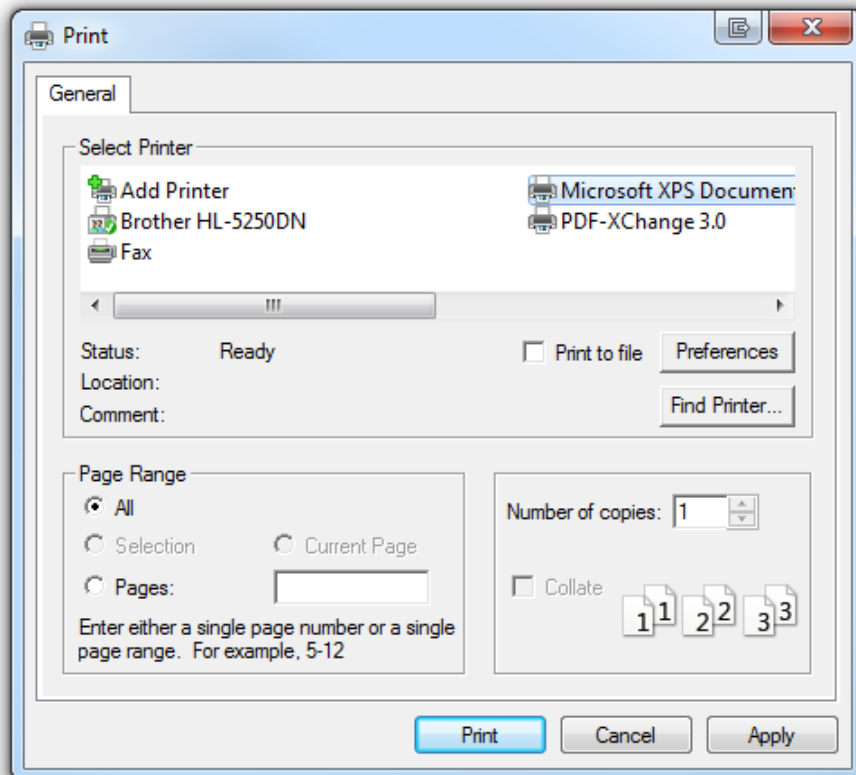 Print
General
Select Printer
Add Printer
Microsoft XPS Documen
Brother HL-5250DN
PDF-XChange 3.0
Fax
Status: Ready
Print to file
Preferences
Location:
Comment:
Find Printer...
Page Range
All
Selection
Current Page
Pages:
Enter either a single page number or a single
page range. For example, 5-12
Number of copies: 1
Collate
1 1 2 2 3 3
Print
Cancel
Apply